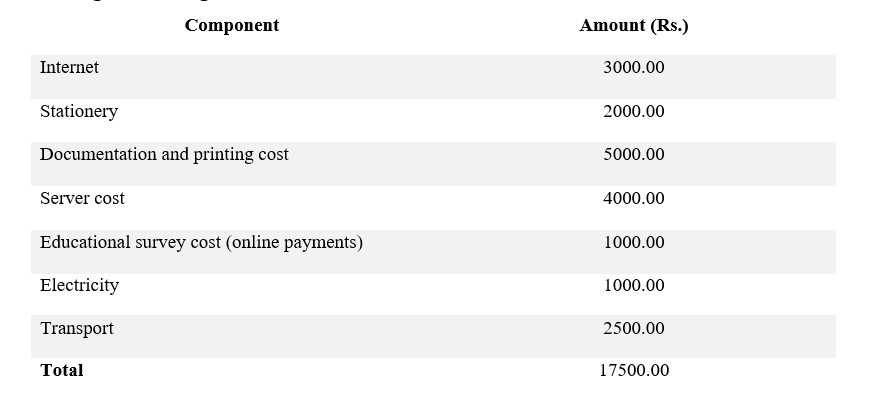 Component Amount (Rs.)
Internet 3000.00
Stationery 2000.00
Documentation and printing cost 5000.00
Server cost 4000.00
Educational survey cost (online payments) 1000.00
Electricity 1000.00
Transport 2500.00
Total 17500.00